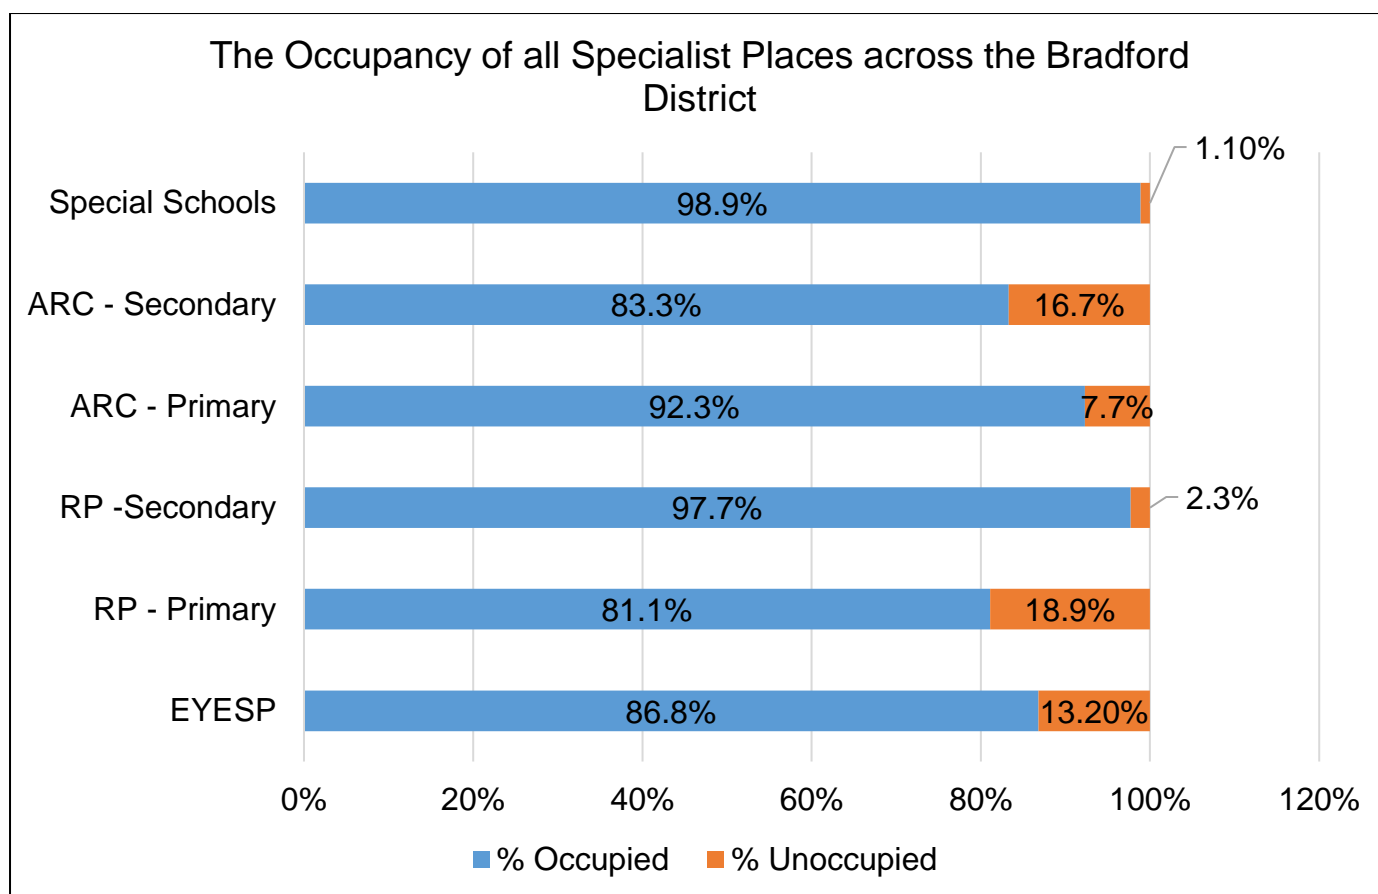 The Occupancy of all Specialist Places across the Bradford
District
1.10%
Special Schools 98.9%
ARC - Secondary 83.3% 16.7%
ARC - Primary 92.3% 7.7%
RP -Secondary 97.7% 2.3%
RP - Primary 81.1% 18.9%
EYESP 86.8% 13.20%
0% 20% 40% 60% 80% 100% 120%
% Occupied % Unoccupied